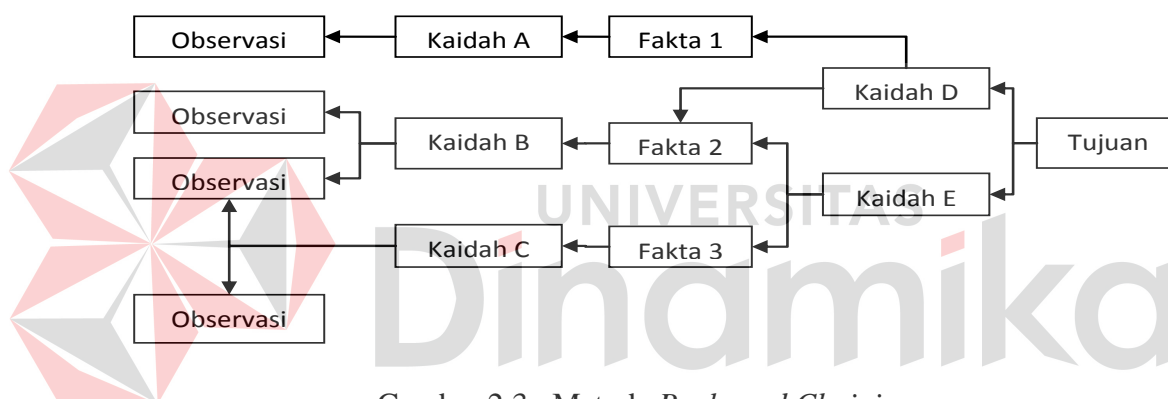 Observasi
Kaidah A
Fakta 1
Kaidah D
Observasi
Kaidah B
Fakta 2
Tujuan
Observasi
Kaidah E
UNIVERSITAS
Dinamika
Kaidah C
Fakta 3
Observasi